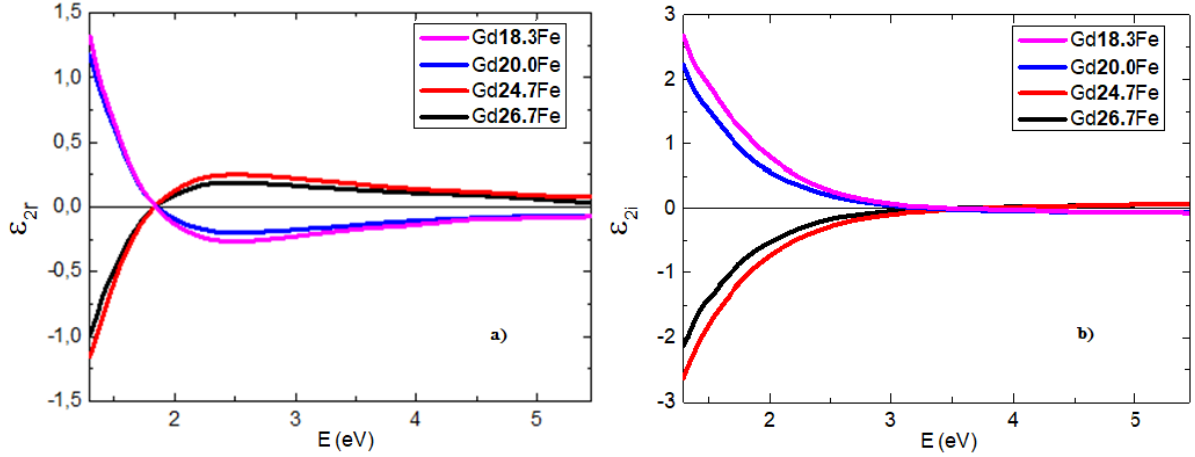 1,5
1,0
0,5
0,0
-0,5
-1,0
-1,5
ε2r
2
3
4
5
E (eV)
Gd18.3Fe
Gd20.0Fe
Gd24.7Fe
Gd26.7Fe
a)
3
2
1
0
-1
-2
-3
ε2i
2
3
4
5
E (eV)
Gd18.3Fe
Gd20.0Fe
Gd24.7Fe
Gd26.7Fe
b)